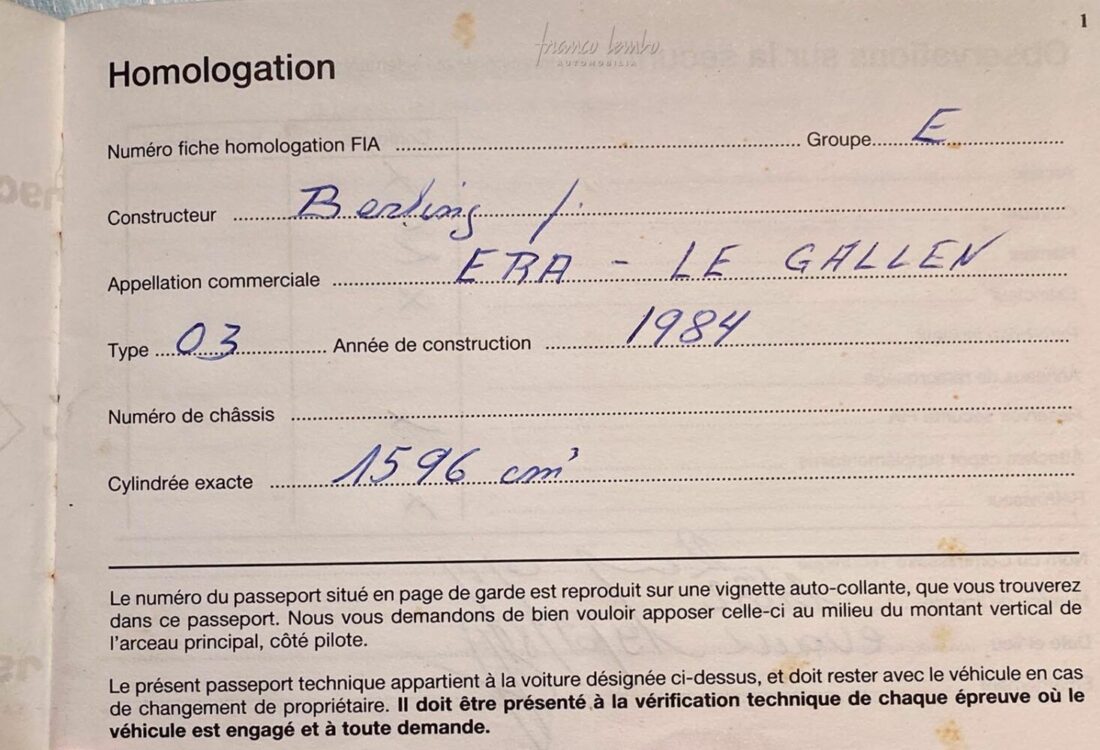 1
franco lembo
AUTOMOBILIA
Homologation
Numéro fiche homologation FIA Groupe E
Constructeur Berling /
Appellation commerciale ERA - LE GALLEN
Type 03 Année de construction 1984
Numéro de châssis
Cylindrée exacte 1596 cm³
Le numéro du passeport situé en page de garde est reproduit sur une vignette auto-collante, que vous trouverez
dans ce passeport. Nous vous demandons de bien vouloir apposer celle-ci au milieu du montant vertical de
l'arceau principal, côté pilote.
Le présent passeport technique appartient à la voiture désignée ci-dessus, et doit rester avec le véhicule en cas
de changement de propriétaire. Il doit être présenté à la vérification technique de chaque épreuve où le
véhicule est engagé et à toute demande.